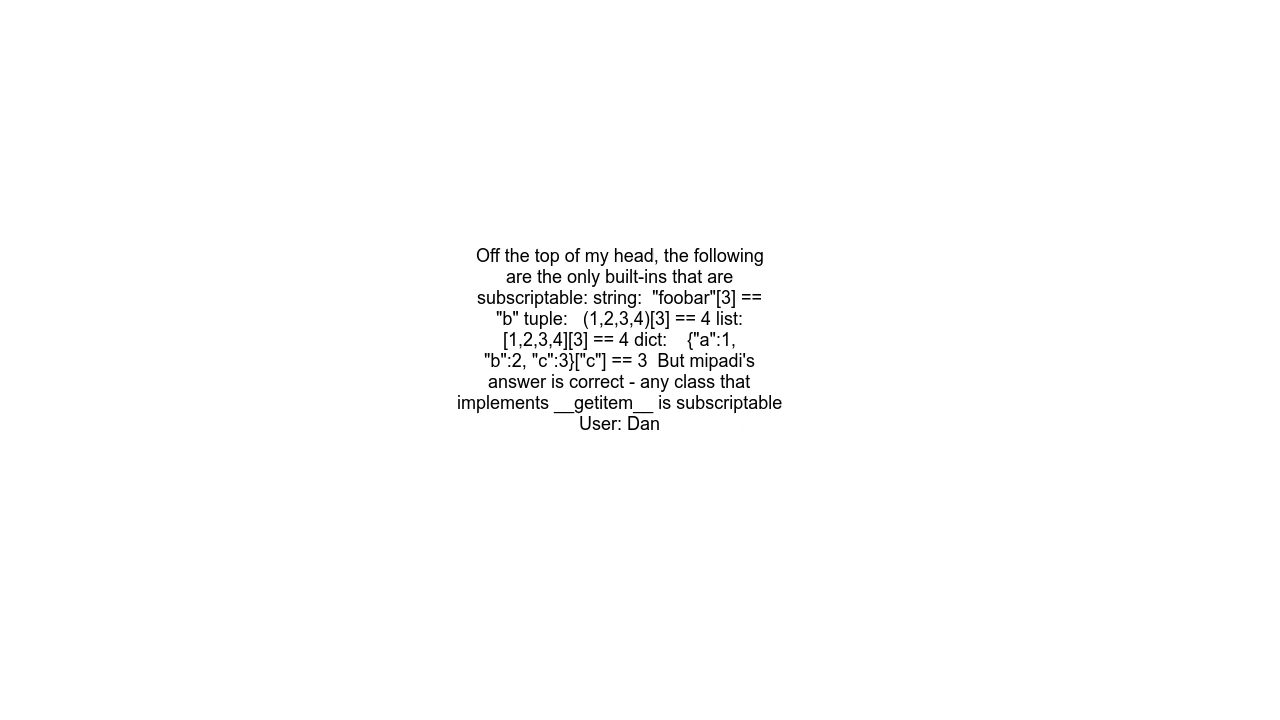 Off the top of my head, the following
are the only built-ins that are
subscriptable: string:  "foobar"[3] ==
"b" tuple:   (1,2,3,4)[3] == 4 list:
[1,2,3,4][3] == 4 dict:    {"a":1,
"b":2, "c":3}["c"] == 3  But mipadi's
answer is correct - any class that
implements __getitem__ is subscriptable
User: Dan